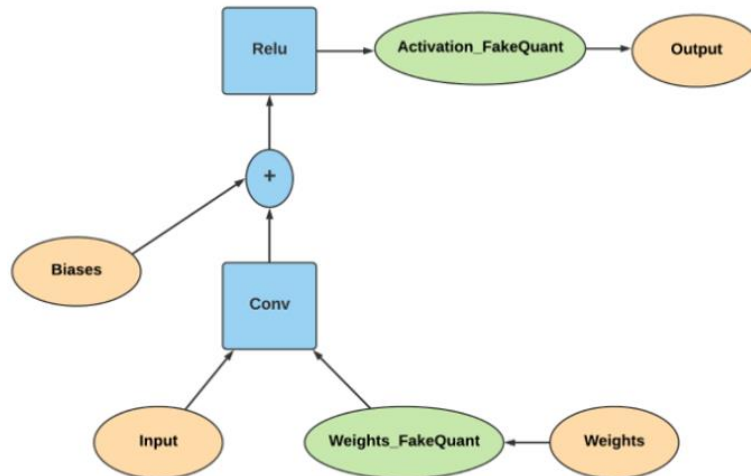 Relu
Activation_FakeQuant
Output
+
Biases
Conv
Input
Weights_FakeQuant
Weights